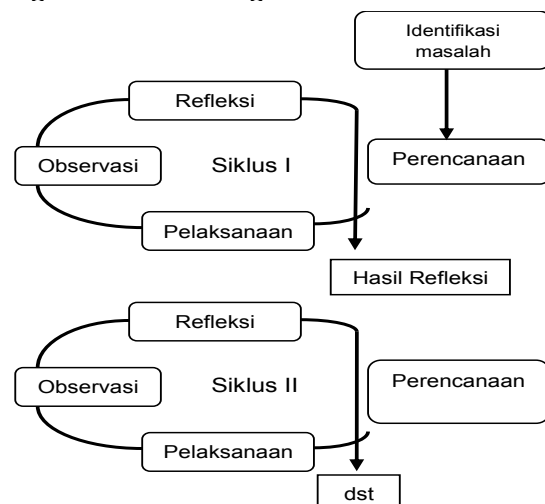 Identifikasi
masalah
Refleksi
Observasi
Siklus I
Perencanaan
Pelaksanaan
Hasil Refleksi
Refleksi
Observasi
Siklus II
Perencanaan
Pelaksanaan
dst